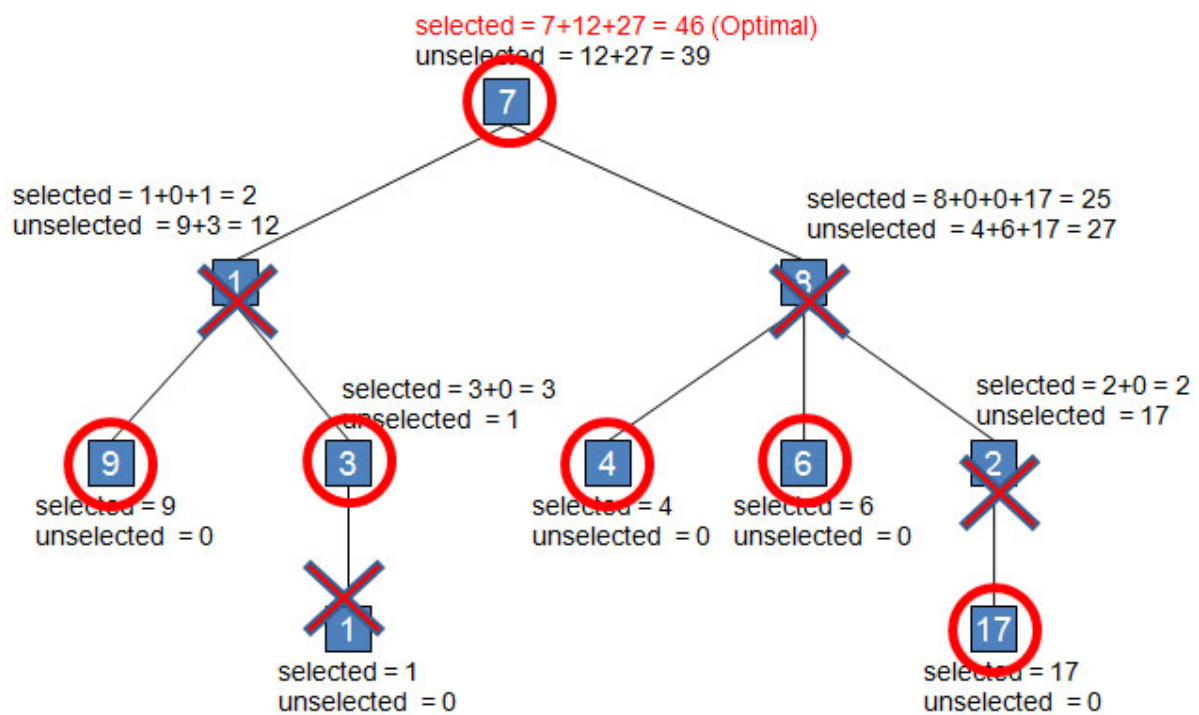 selected = 7+12+27 = 46 (Optimal)
unselected = 12+27 = 39
7
selected = 1+0+1 = 2
unselected = 9+3 = 12
selected = 8+0+0+17 = 25
unselected = 4+6+17 = 27
1
8
selected = 3+0 = 3
unselected = 1
selected = 2+0 = 2
unselected = 17
9
3
4
6
2
selected = 9
unselected = 0
selected = 4
unselected = 0
selected = 6
unselected = 0
1
17
selected = 1
unselected = 0
selected = 17
unselected = 0